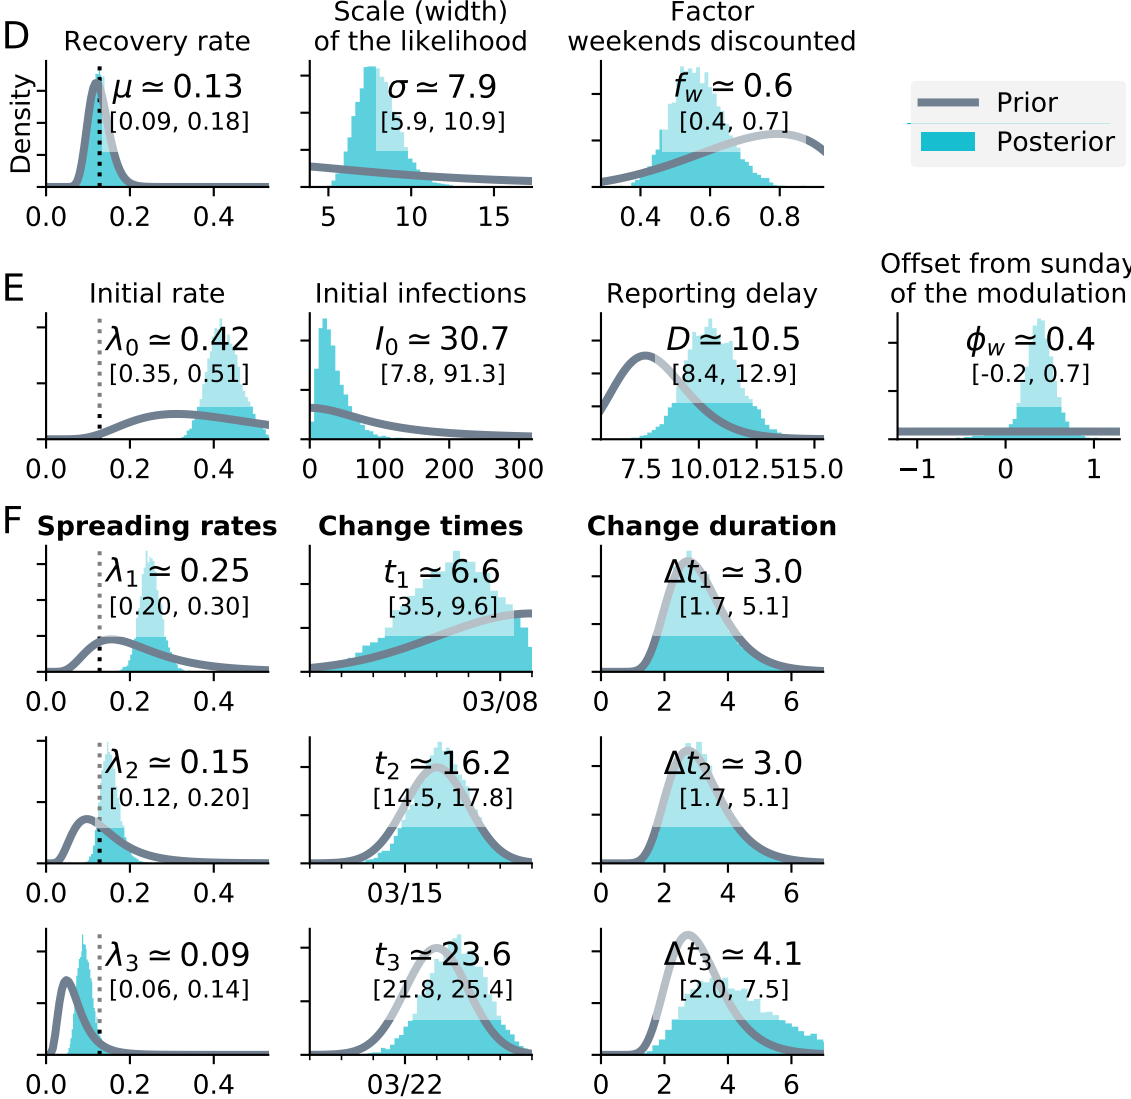 D
Recovery rate
Scale (width)
of the likelihood
Factor
weekends discounted
Density
μ ≃ 0.13
[0.09, 0.18]
σ ≃ 7.9
[5.9, 10.9]
f_w ≃ 0.6
[0.4, 0.7]
Prior
Posterior
0.0 0.2 0.4
5 10 15
0.4 0.6 0.8
E
Initial rate
Initial infections
Reporting delay
Offset from sunday
of the modulation
λ₀ ≃ 0.42
[0.35, 0.51]
I₀ ≃ 30.7
[7.8, 91.3]
D ≃ 10.5
[8.4, 12.9]
ϕ_w ≃ 0.4
[-0.2, 0.7]
0.0 0.2 0.4
0 100 200 300
7.5 10.0 12.5 15.0
−1 0 1
F
Spreading rates
Change times
Change duration
λ₁ ≃ 0.25
[0.20, 0.30]
t₁ ≃ 6.6
[3.5, 9.6]
Δt₁ ≃ 3.0
[1.7, 5.1]
0.0 0.2 0.4
03/08
0 2 4 6
λ₂ ≃ 0.15
[0.12, 0.20]
t₂ ≃ 16.2
[14.5, 17.8]
Δt₂ ≃ 3.0
[1.7, 5.1]
0.0 0.2 0.4
03/15
0 2 4 6
λ₃ ≃ 0.09
[0.06, 0.14]
t₃ ≃ 23.6
[21.8, 25.4]
Δt₃ ≃ 4.1
[2.0, 7.5]
0.0 0.2 0.4
03/22
0 2 4 6